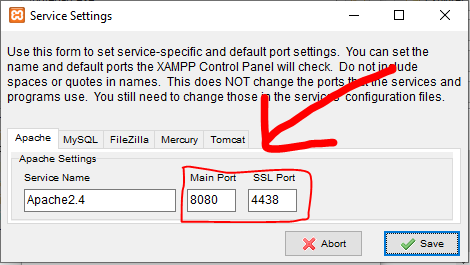 Service Settings
Use this form to set service-specific and default port settings. You can set the
name and default ports the XAMPP Control Panel will check. Do not include
spaces or quotes in names. This does NOT change the ports that the services and
programs use. You still need to change those in the services' configuration files.
Apache MySQL FileZilla Mercury Tomcat
Apache Settings
Service Name Main Port SSL Port
Apache2.4 8080 4438
Abort Save